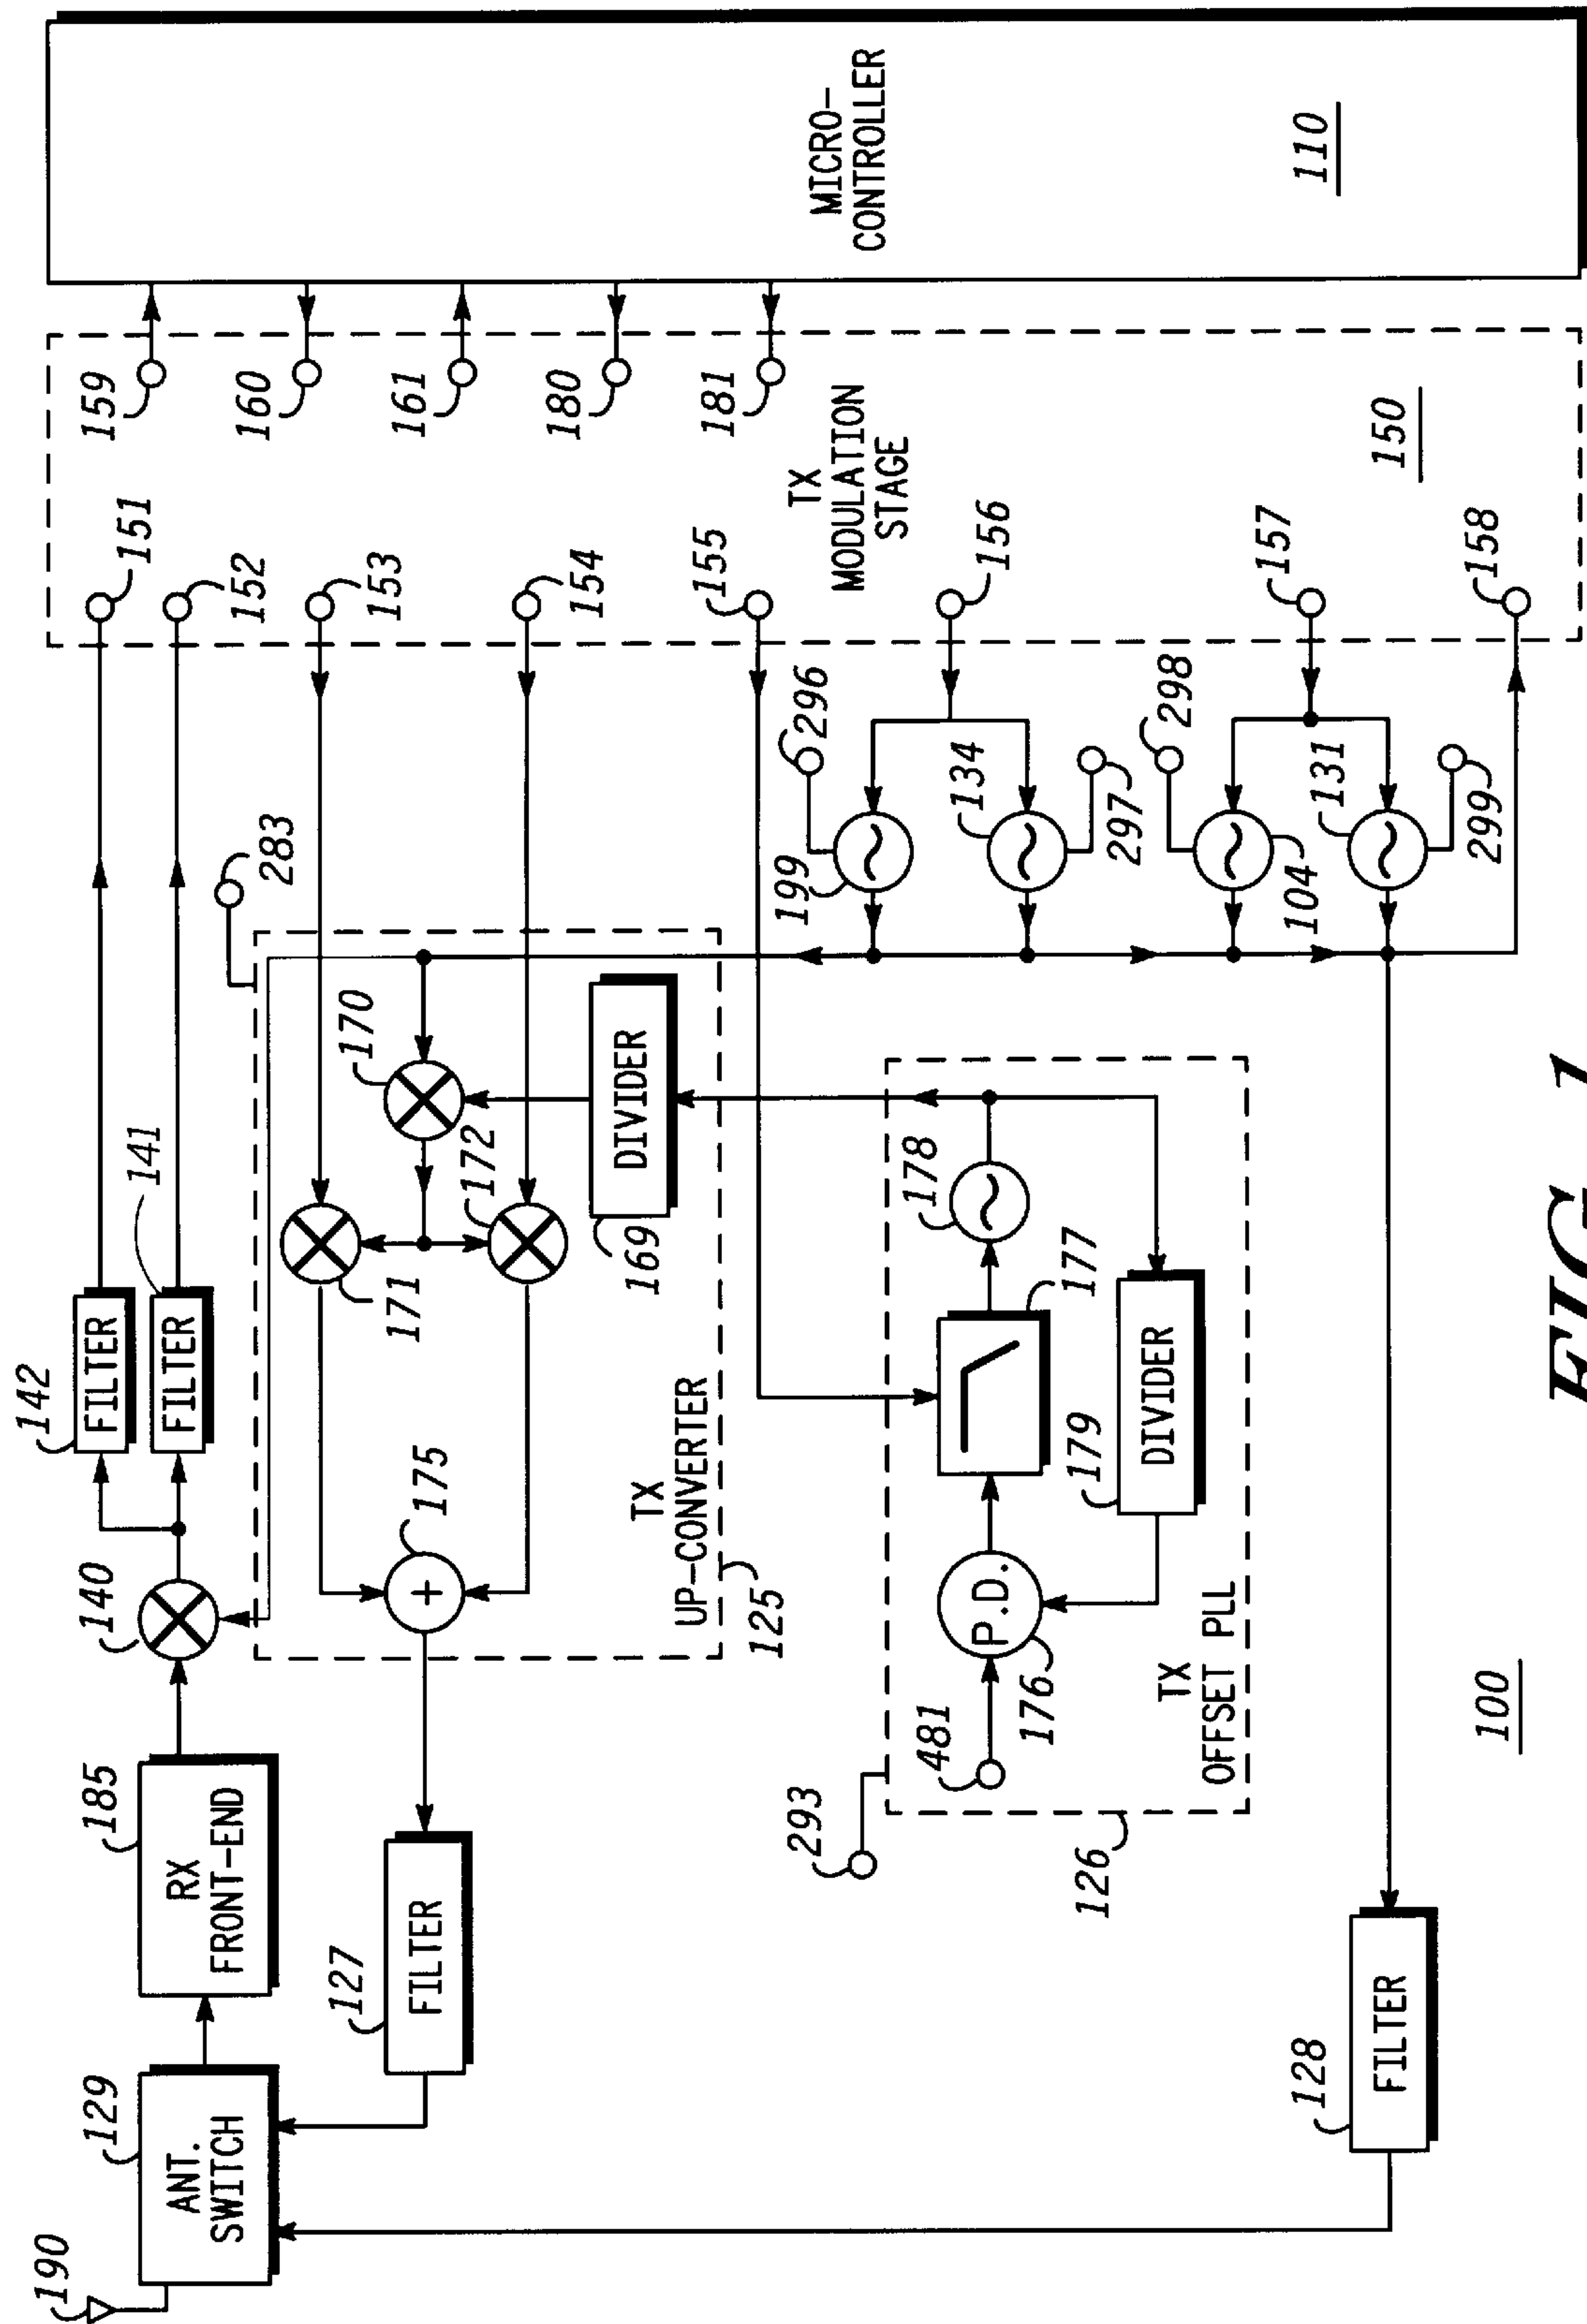 190
129
ANT.
SWITCH
185
RX
FRONT-END
140
142
FILTER
141
FILTER
151
152
159
160
161
180
181
MICRO-
CONTROLLER
110
127
FILTER
175
+
171
172
170
283
153
154
TX
UP-CONVERTER
125
169
DIVIDER
155
TX
MODULATION
STAGE
150
293
481
P.D.
176
177
178
179
DIVIDER
TX
OFFSET PLL
126
199
296
134
297
156
298
104
131
299
157
158
128
FILTER
100
FIG. 1